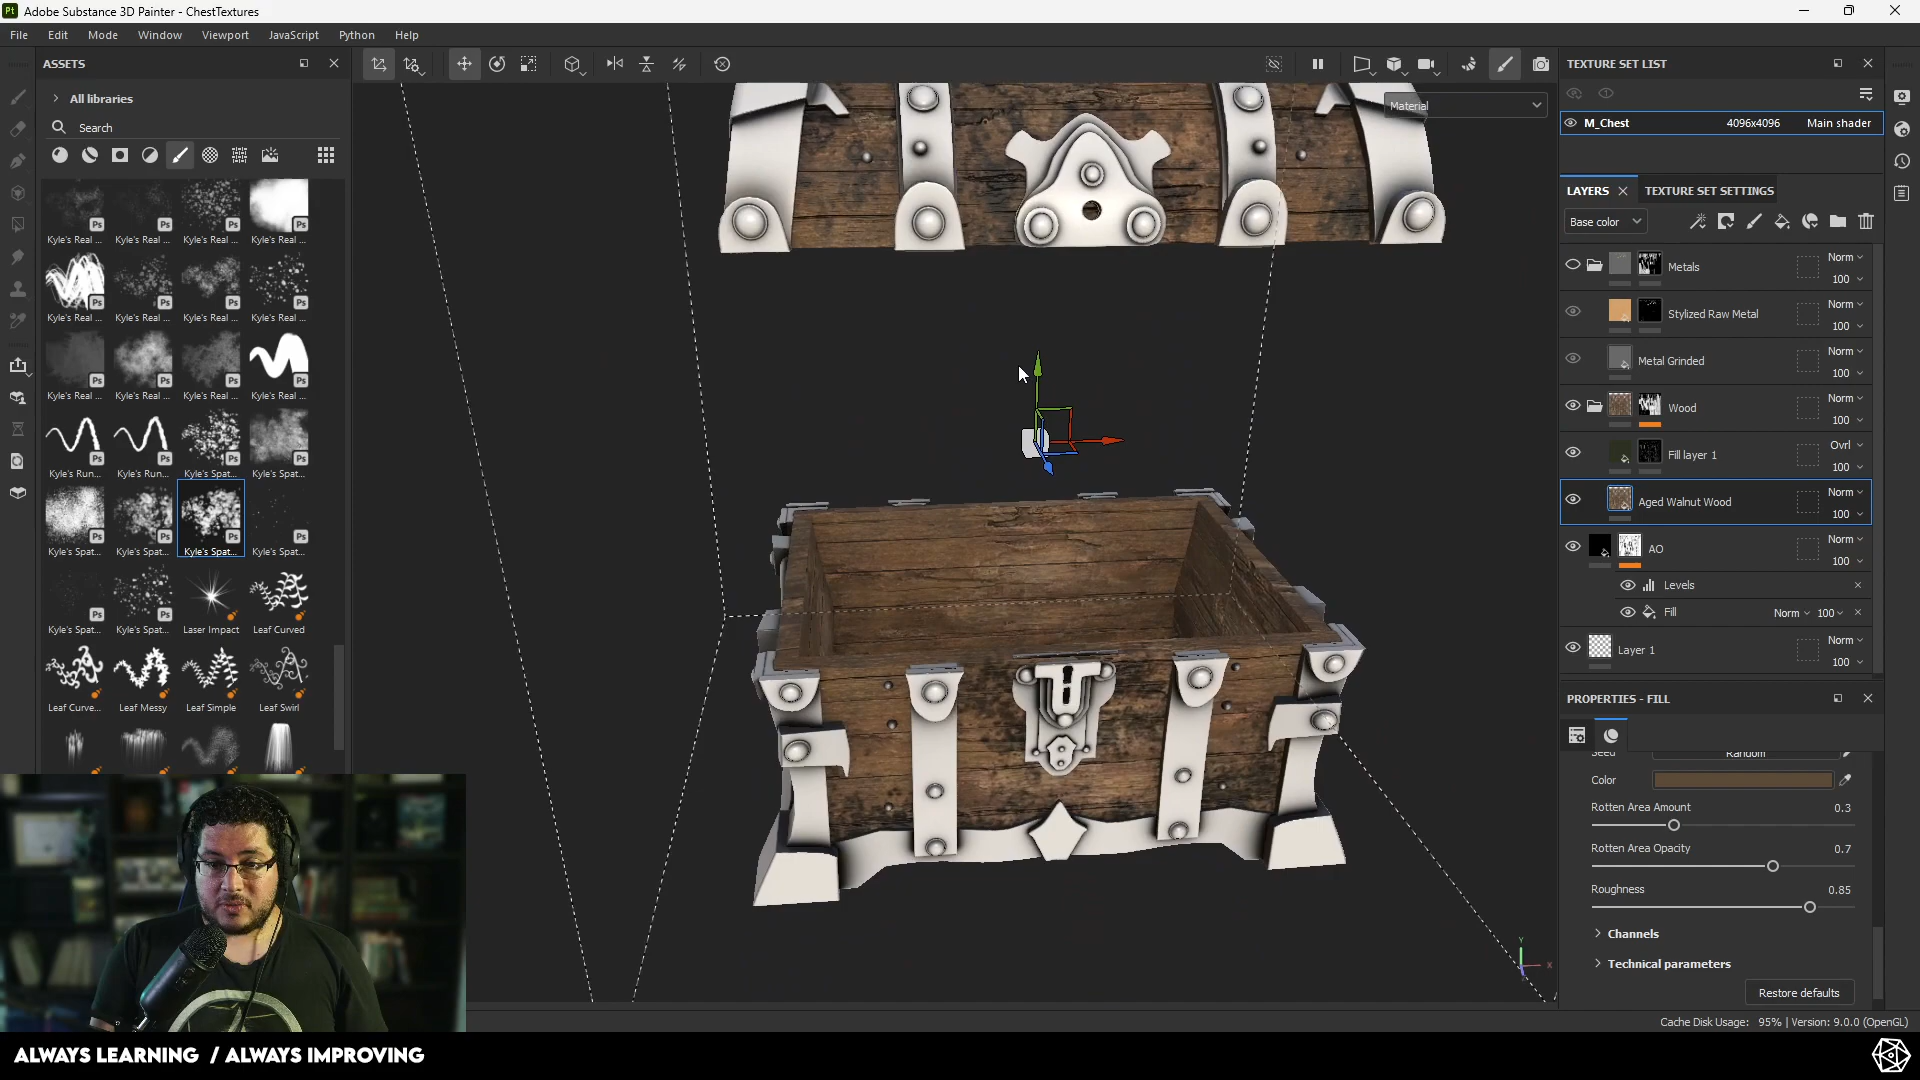 Adobe Substance 3D Painter - ChestTextures
File Edit Mode Window Viewport JavaScript Python Help
ASSETS
All libraries
Search
Kyle's Real ... Kyle's Real ... Kyle's Real ... Kyle's Real ...
Kyle's Real ... Kyle's Real ... Kyle's Real ... Kyle's Real ...
Kyle's Real ... Kyle's Real ... Kyle's Real ... Kyle's Real ...
Kyle's Run... Kyle's Run... Kyle's Spat... Kyle's Spat...
Kyle's Spat... Kyle's Spat... Kyle's Spat... Kyle's Spat...
Kyle's Spat... Kyle's Spat... Laser Impact Leaf Curved
Leaf Curve... Leaf Messy Leaf Simple Leaf Swirl
Material
TEXTURE SET LIST
M_Chest 4096x4096 Main shader
LAYERS TEXTURE SET SETTINGS
Base color
Metals Norm 100
Stylized Raw Metal Norm 100
Metal Grinded Norm 100
Wood Norm 100
Fill layer 1 Ovrl 100
Aged Walnut Wood Norm 100
AO Norm 100
Levels
Fill Norm 100
Layer 1 Norm 100
PROPERTIES - FILL
Seed Random
Color
Rotten Area Amount 0.3
Rotten Area Opacity 0.7
Roughness 0.85
Channels
Technical parameters
Restore defaults
Cache Disk Usage: 95% | Version: 9.0.0 (OpenGL)
ALWAYS LEARNING / ALWAYS IMPROVING